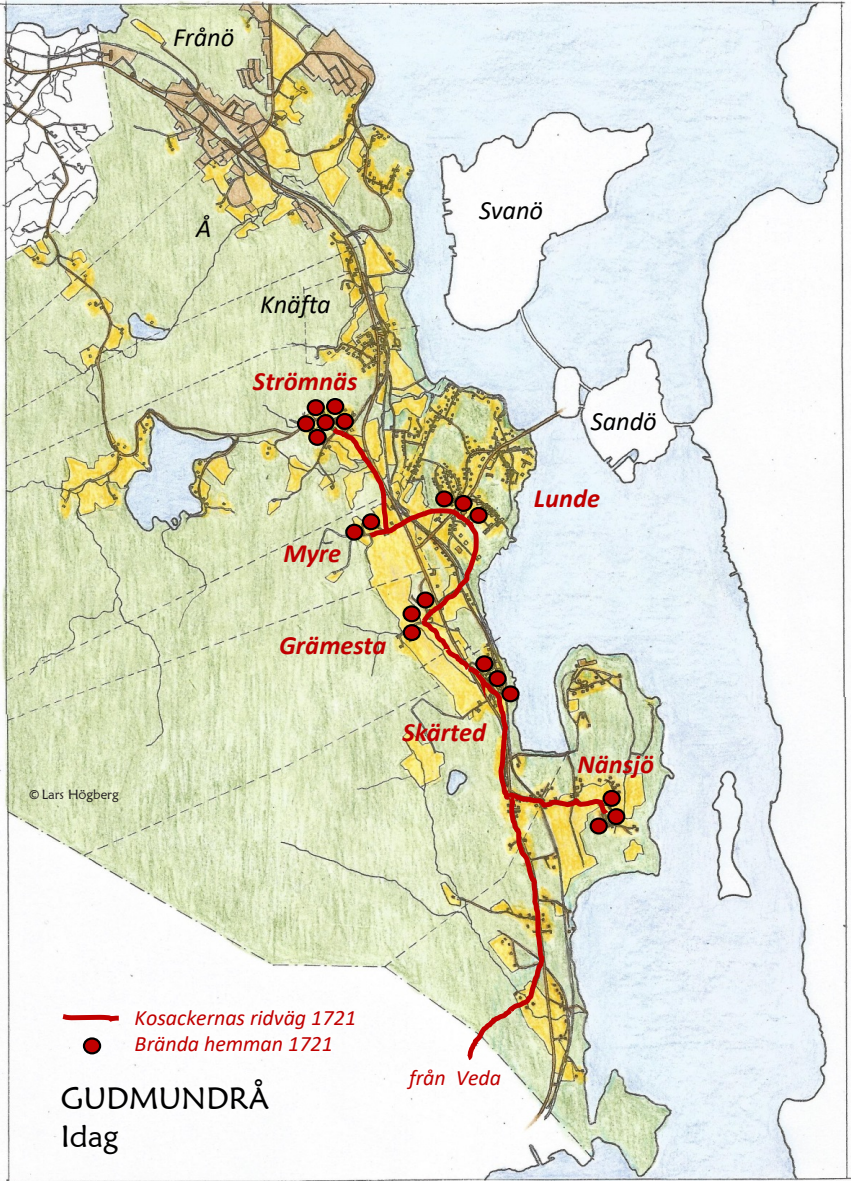 Frånö
Svanö
Å
Knäfta
Strömnäs
Sandö
Lunde
Myre
Grämesta
Skärted
Nänsjö
© Lars Högberg
Kosackernas ridväg 1721
Brända hemman 1721
från Veda
GUDMUNDRÅ
Idag